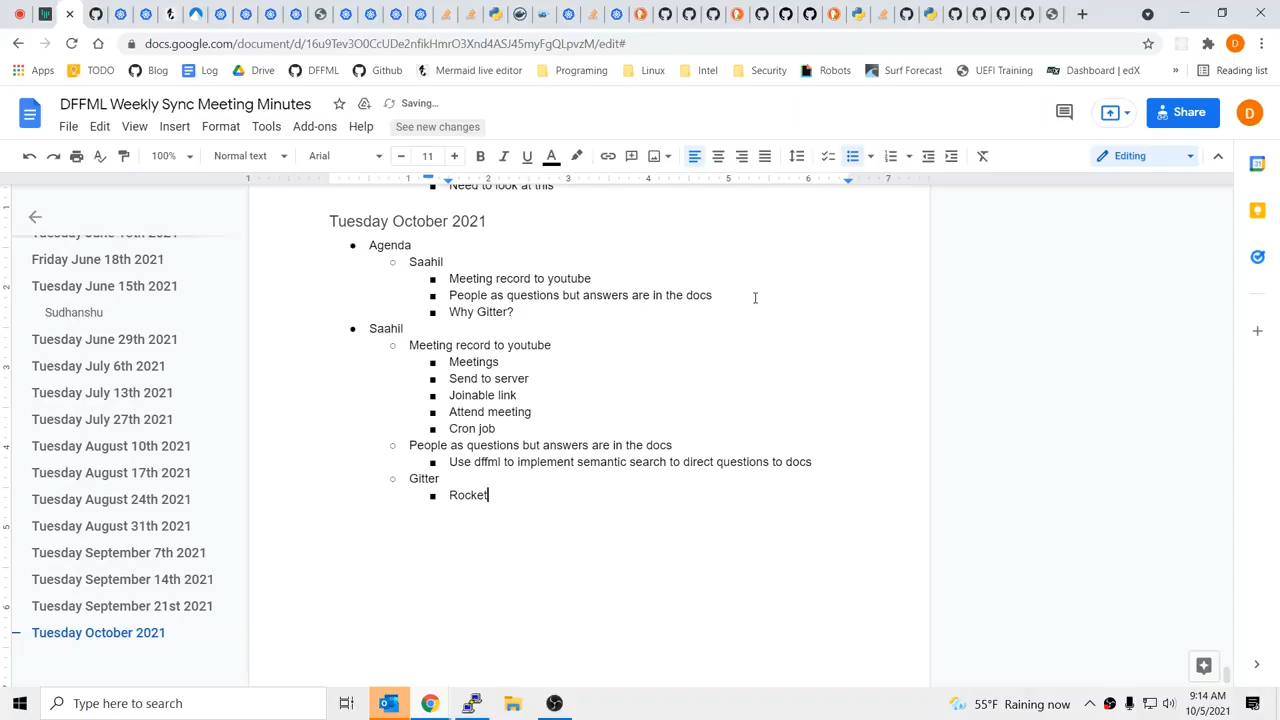 docs.google.com/document/d/16u9Tev3O0CcUDe2nfikHmrO3Xnd4ASJ45myFgQLpvzM/edit#
Apps TODO Blog Log Drive DFFML Github Mermaid live editor Programing Linux Intel Security Robots Surf Forecast UEFI Training Dashboard | edX » Reading list
DFFML Weekly Sync Meeting Minutes Saving…
File Edit View Insert Format Tools Add-ons Help See new changes
Share
D
100% Normal text Arial 11 Editing
1 1 2 3 4 5 6 7
Need to look at this
Tuesday October 2021
Agenda
Saahil
Meeting record to youtube
People as questions but answers are in the docs
Why Gitter?
Saahil
Meeting record to youtube
Meetings
Send to server
Joinable link
Attend meeting
Cron job
People as questions but answers are in the docs
Use dffml to implement semantic search to direct questions to docs
Gitter
Rocket
Tuesday June 10th 2021
Friday June 18th 2021
Tuesday June 15th 2021
Sudhanshu
Tuesday June 29th 2021
Tuesday July 6th 2021
Tuesday July 13th 2021
Tuesday July 27th 2021
Tuesday August 10th 2021
Tuesday August 17th 2021
Tuesday August 24th 2021
Tuesday August 31th 2021
Tuesday September 7th 2021
Tuesday September 14th 2021
Tuesday September 21st 2021
Tuesday October 2021
Type here to search
55°F Raining now
9:14 AM
10/5/2021